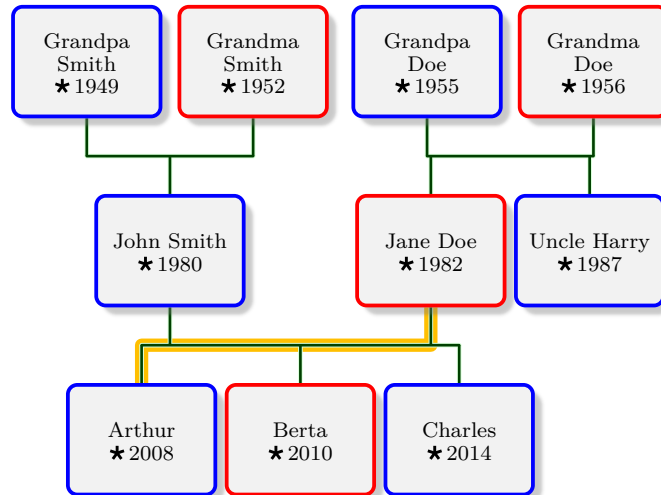 Grandpa
Smith
★ 1949
Grandma
Smith
★ 1952
Grandpa
Doe
★ 1955
Grandma
Doe
★ 1956
John Smith
★ 1980
Jane Doe
★ 1982
Uncle Harry
★ 1987
Arthur
★ 2008
Berta
★ 2010
Charles
★ 2014